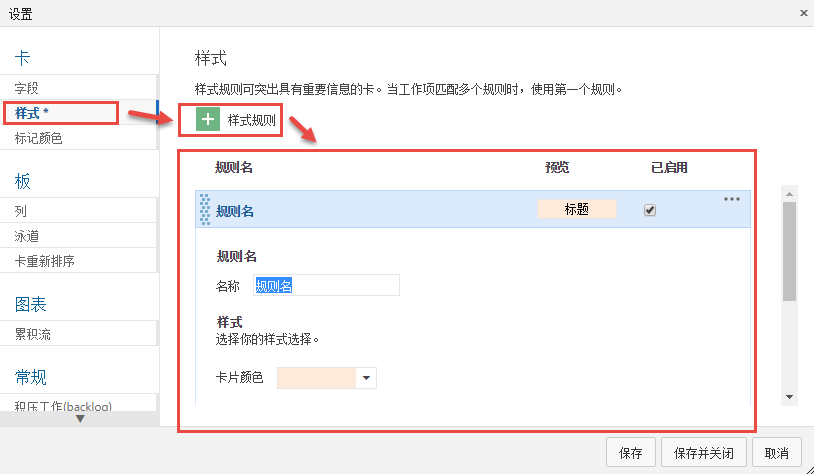 设置
卡
字段
样式 *
标记颜色
板
列
泳道
卡重新排序
图表
累积流
常规
积压工作(backlog)
样式
样式规则可突出具有重要信息的卡。当工作项匹配多个规则时，使用第一个规则。
样式规则
规则名 预览 已启用
规则名 标题
规则名
名称 规则名
样式
选择你的样式选择。
卡片颜色
保存 保存并关闭 取消